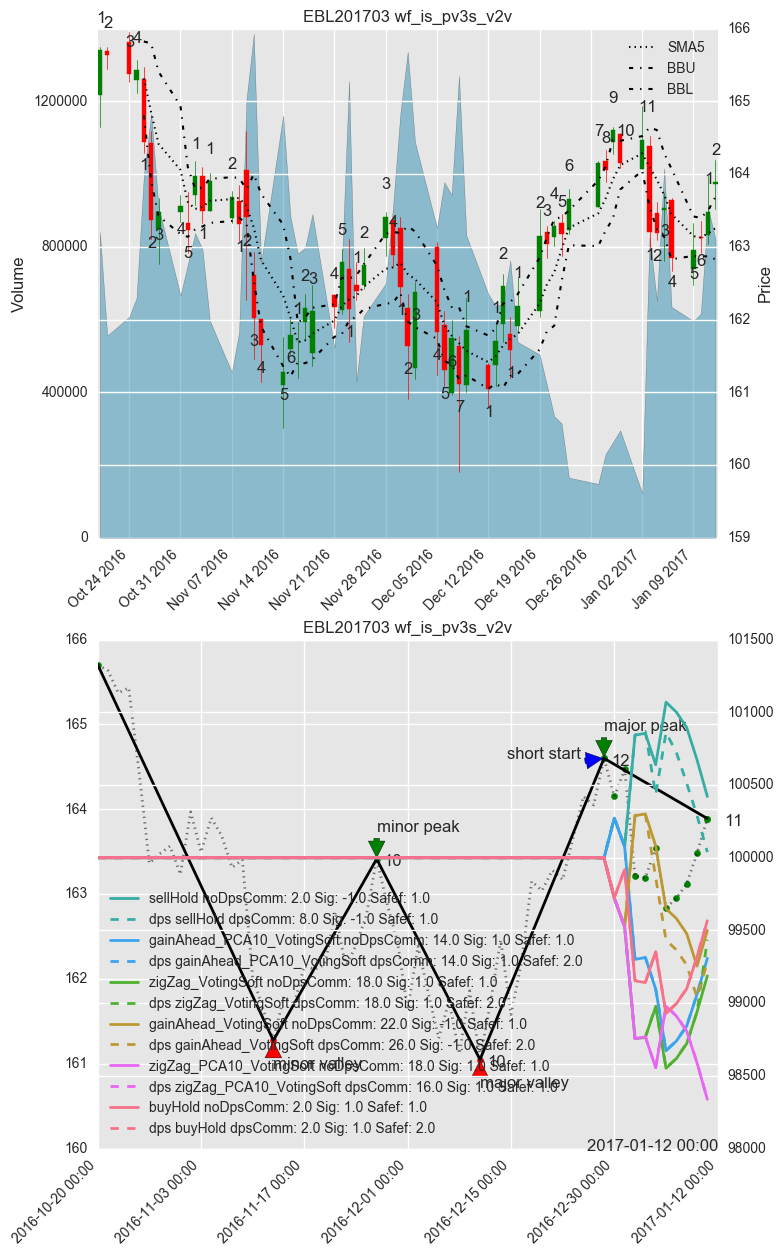 EBL201703 wf_is_pv3s_v2v
SMA5
BBU
BBL
Volume
1200000
800000
400000
0
Price
166
165
164
163
162
161
160
159
Oct 24 2016
Oct 31 2016
Nov 07 2016
Nov 14 2016
Nov 21 2016
Nov 28 2016
Dec 05 2016
Dec 12 2016
Dec 19 2016
Dec 26 2016
Jan 02 2017
Jan 09 2017
EBL201703 wf_is_pv3s_v2v
166
165
164
163
162
161
160
101500
101000
100500
100000
99500
99000
98500
98000
major peak
short start
12
11
minor peak
10
minor valley
10
major valley
sellHold noDpsComm: 2.0 Sig: -1.0 Safef: 1.0
dps sellHold dpsComm: 8.0 Sig: -1.0 Safef: 1.0
gainAhead_PCA10_VotingSoft noDpsComm: 14.0 Sig: 1.0 Safef: 1.0
dps gainAhead_PCA10_VotingSoft dpsComm: 14.0 Sig: 1.0 Safef: 2.0
zigZag_VotingSoft noDpsComm: 18.0 Sig: 1.0 Safef: 1.0
dps zigZag_VotingSoft dpsComm: 18.0 Sig: 1.0 Safef: 2.0
gainAhead_VotingSoft noDpsComm: 22.0 Sig: -1.0 Safef: 1.0
dps gainAhead_VotingSoft dpsComm: 26.0 Sig: -1.0 Safef: 2.0
zigZag_PCA10_VotingSoft noDpsComm: 18.0 Sig: 1.0 Safef: 1.0
dps zigZag_PCA10_VotingSoft dpsComm: 16.0 Sig: 1.0 Safef: 1.0
buyHold noDpsComm: 2.0 Sig: 1.0 Safef: 1.0
dps buyHold dpsComm: 2.0 Sig: 1.0 Safef: 2.0
2017-01-12 00:00
2016-10-20 00:00
2016-11-03 00:00
2016-11-17 00:00
2016-12-01 00:00
2016-12-15 00:00
2016-12-30 00:00
2017-01-12 00:00